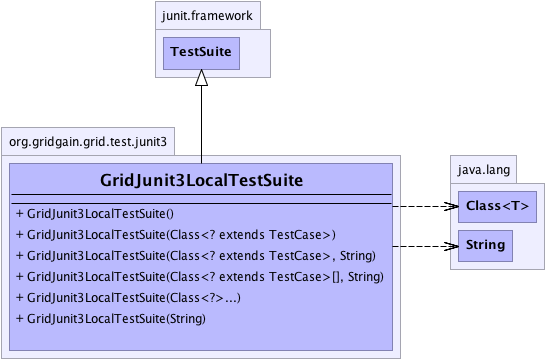 junit.framework
TestSuite
org.gridgain.grid.test.junit3
GridJunit3LocalTestSuite
+ GridJunit3LocalTestSuite()
+ GridJunit3LocalTestSuite(Class<? extends TestCase>)
+ GridJunit3LocalTestSuite(Class<? extends TestCase>, String)
+ GridJunit3LocalTestSuite(Class<? extends TestCase>[], String)
+ GridJunit3LocalTestSuite(Class<?>...)
+ GridJunit3LocalTestSuite(String)
java.lang
Class<T>
String